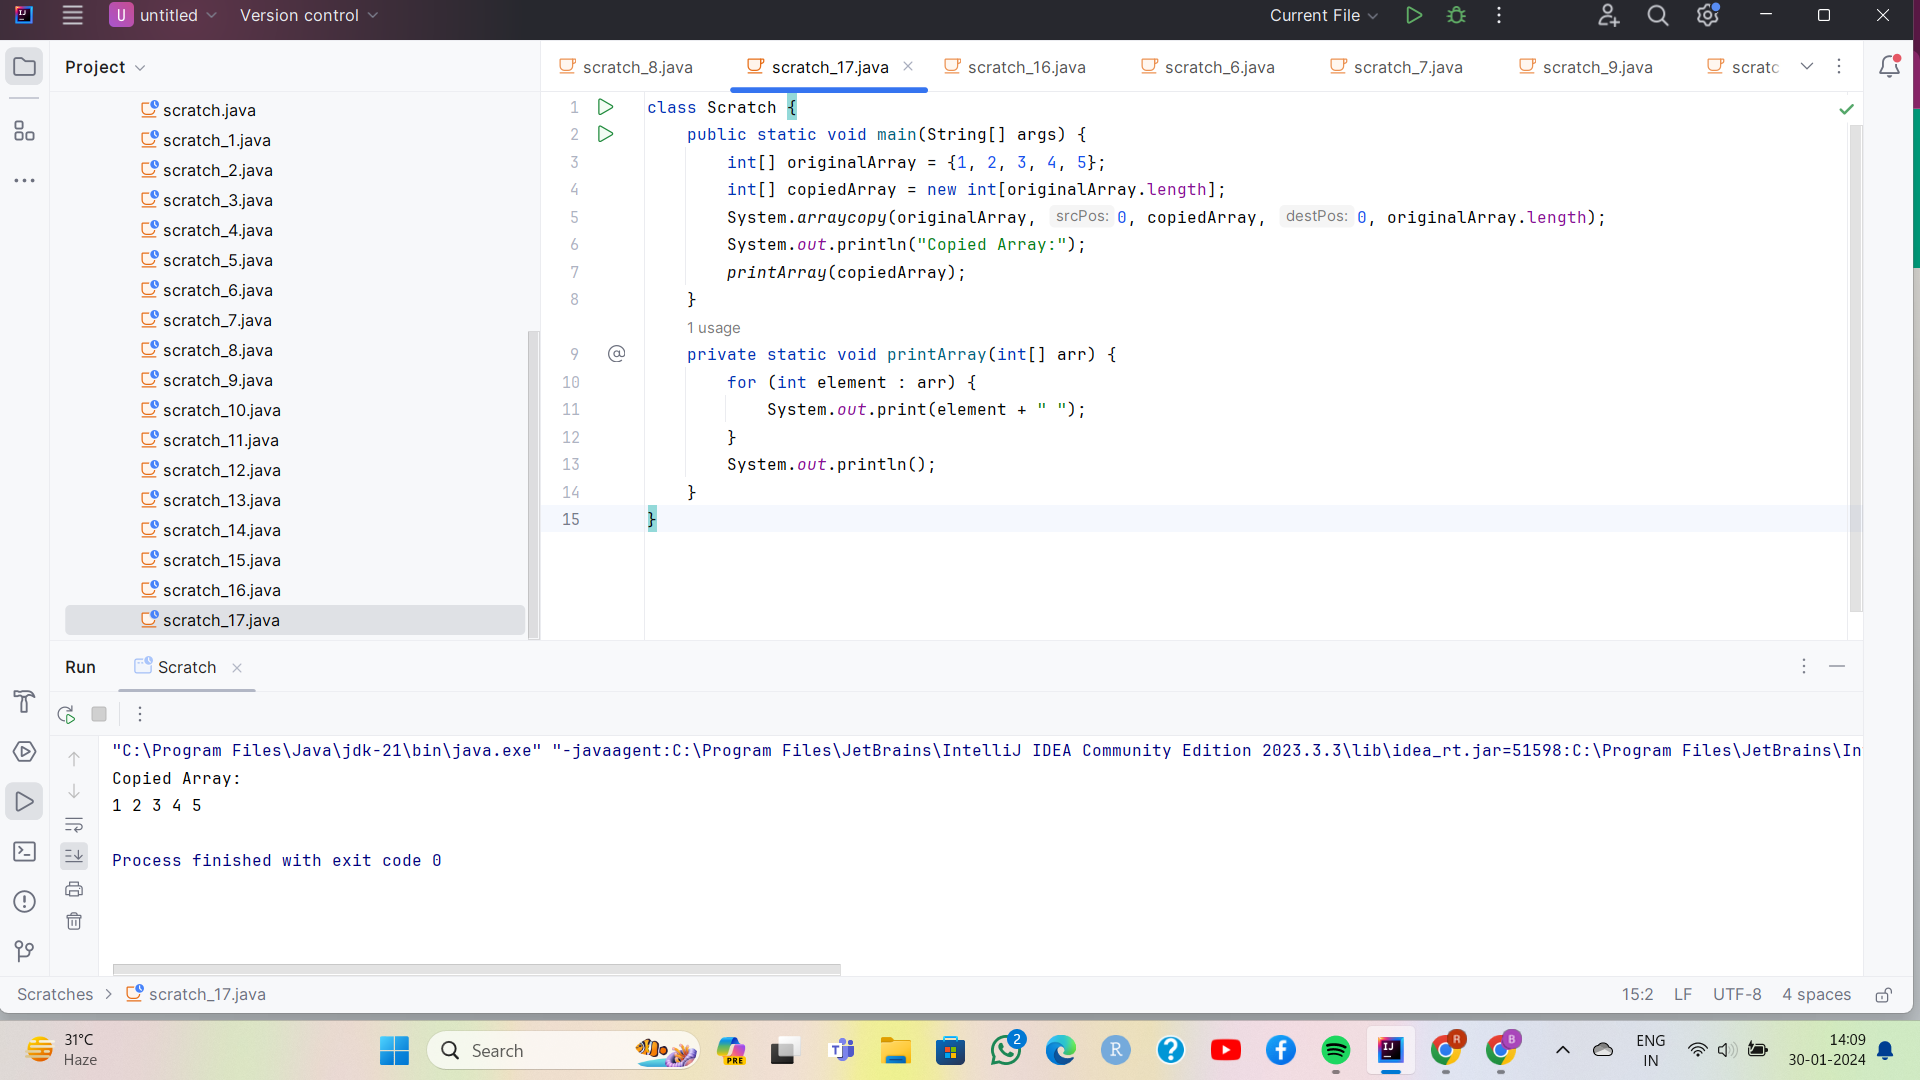 U untitled Version control Current File
Project
scratch_8.java scratch_17.java scratch_16.java scratch_6.java scratch_7.java scratch_9.java scratc
scratch.java
scratch_1.java
scratch_2.java
scratch_3.java
scratch_4.java
scratch_5.java
scratch_6.java
scratch_7.java
scratch_8.java
scratch_9.java
scratch_10.java
scratch_11.java
scratch_12.java
scratch_13.java
scratch_14.java
scratch_15.java
scratch_16.java
scratch_17.java
1 class Scratch {
2 public static void main(String[] args) {
3 int[] originalArray = {1, 2, 3, 4, 5};
4 int[] copiedArray = new int[originalArray.length];
5 System.arraycopy(originalArray, srcPos: 0, copiedArray, destPos: 0, originalArray.length);
6 System.out.println("Copied Array:");
7 printArray(copiedArray);
8 }
1 usage
9 @ private static void printArray(int[] arr) {
10 for (int element : arr) {
11 System.out.print(element + " ");
12 }
13 System.out.println();
14 }
15 }
Run Scratch
"C:\Program Files\Java\jdk-21\bin\java.exe" "-javaagent:C:\Program Files\JetBrains\IntelliJ IDEA Community Edition 2023.3.3\lib\idea_rt.jar=51598:C:\Program Files\JetBrains\In
Copied Array:
1 2 3 4 5
Process finished with exit code 0
Scratches scratch_17.java 15:2 LF UTF-8 4 spaces
31°C
Haze
Search
PRE
2
R
R
B
ENG
IN
14:09
30-01-2024